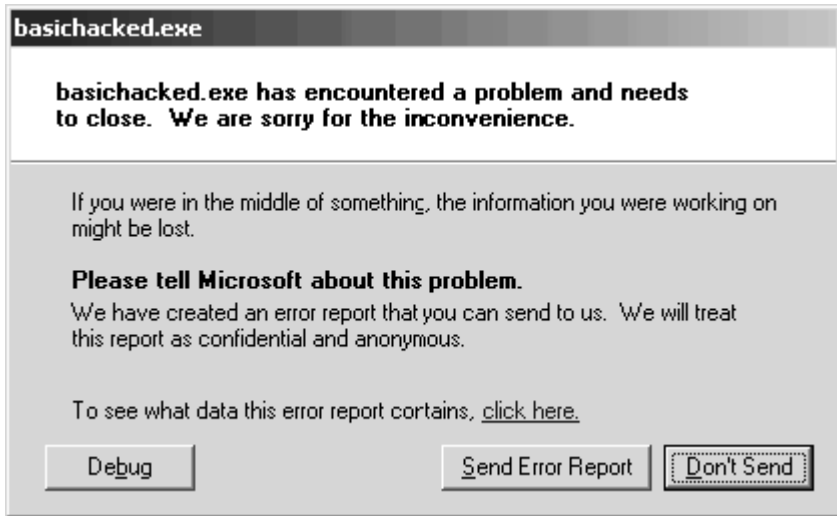 basichacked.exe
basichacked.exe has encountered a problem and needs
to close.  We are sorry for the inconvenience.
If you were in the middle of something, the information you were working on
might be lost.
Please tell Microsoft about this problem.
We have created an error report that you can send to us.  We will treat
this report as confidential and anonymous.
To see what data this error report contains, click here.
Debug
Send Error Report
Don't Send